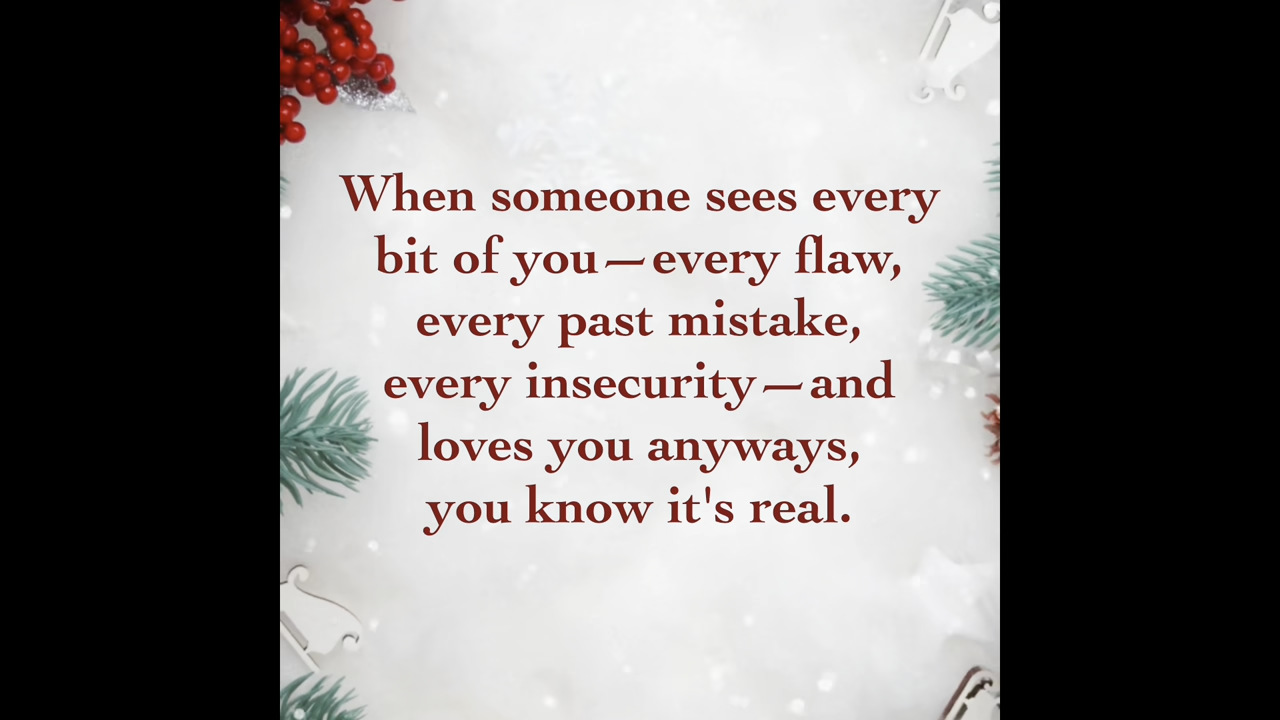 When someone sees every
bit of you—every flaw,
every past mistake,
every insecurity—and
loves you anyways,
you know it's real.